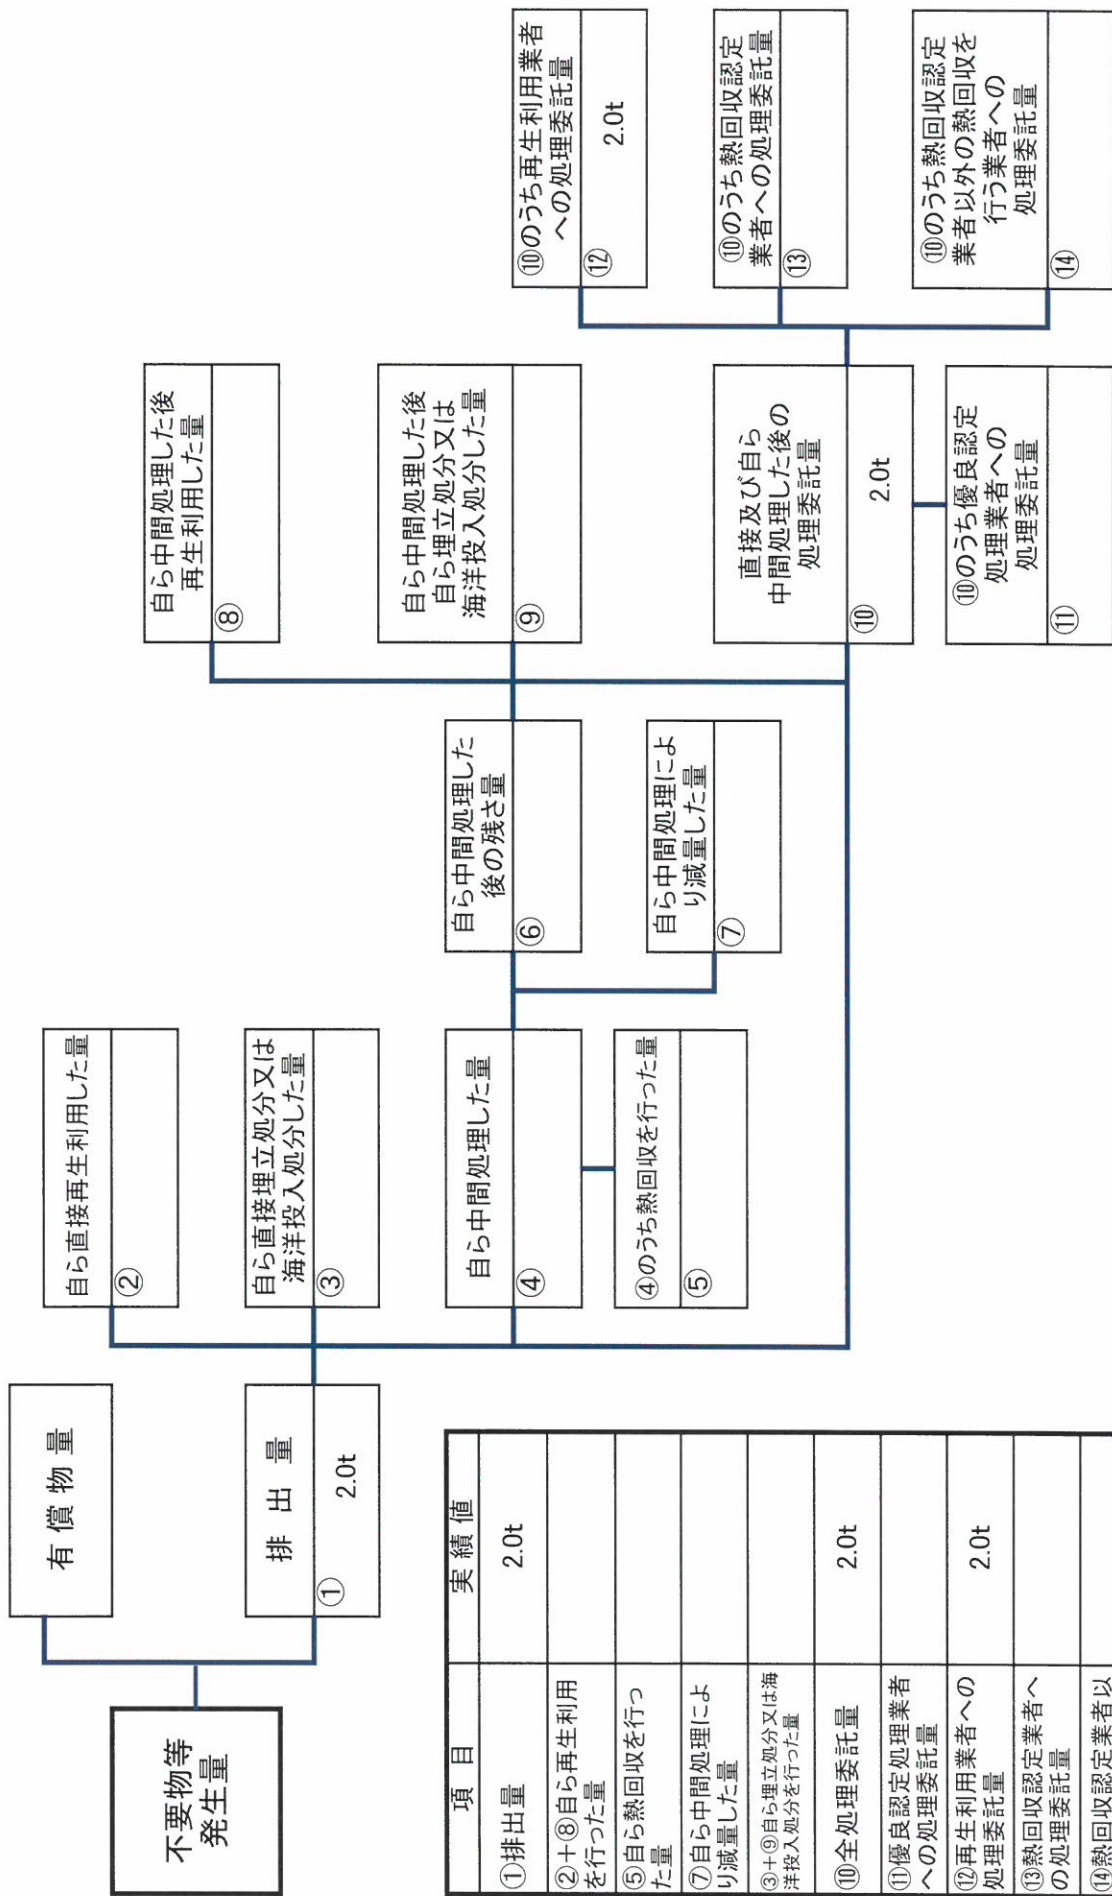 不要物等
発生量
有償物量
排出量
①
2.0t
自ら直接再生利用した量
②
自ら直接埋立処分又は
海洋投入処分した量
③
自ら中間処理した量
④
④のうち熱回収を行った量
⑤
自ら中間処理した
後の残さ量
⑥
自ら中間処理によ
り減量した量
⑦
自ら中間処理した後
再生利用した量
⑧
自ら中間処理した後
自ら埋立処分又は
海洋投入処分した量
⑨
直接及び自ら
中間処理した後の
処理委託量
⑩
2.0t
⑩のうち優良認定
処理業者への
処理委託量
⑪
⑩のうち再生利用業者
への処理委託量
⑫
2.0t
⑩のうち熱回収認定
業者への処理委託量
⑬
⑩のうち熱回収認定
業者以外の熱回収を
行う業者への
処理委託量
⑭
項目
実績値
①排出量
2.0t
②+⑧自ら再生利用
を行った量
⑤自ら熱回収を行っ
た量
⑦自ら中間処理によ
り減量した量
③+⑨自ら埋立処分又は海
洋投入処分を行った量
⑩全処理委託量
2.0t
⑪優良認定処理業者
への処理委託量
⑫再生利用業者への
処理委託量
2.0t
⑬熱回収認定業者へ
の処理委託量
⑭熱回収認定業者以